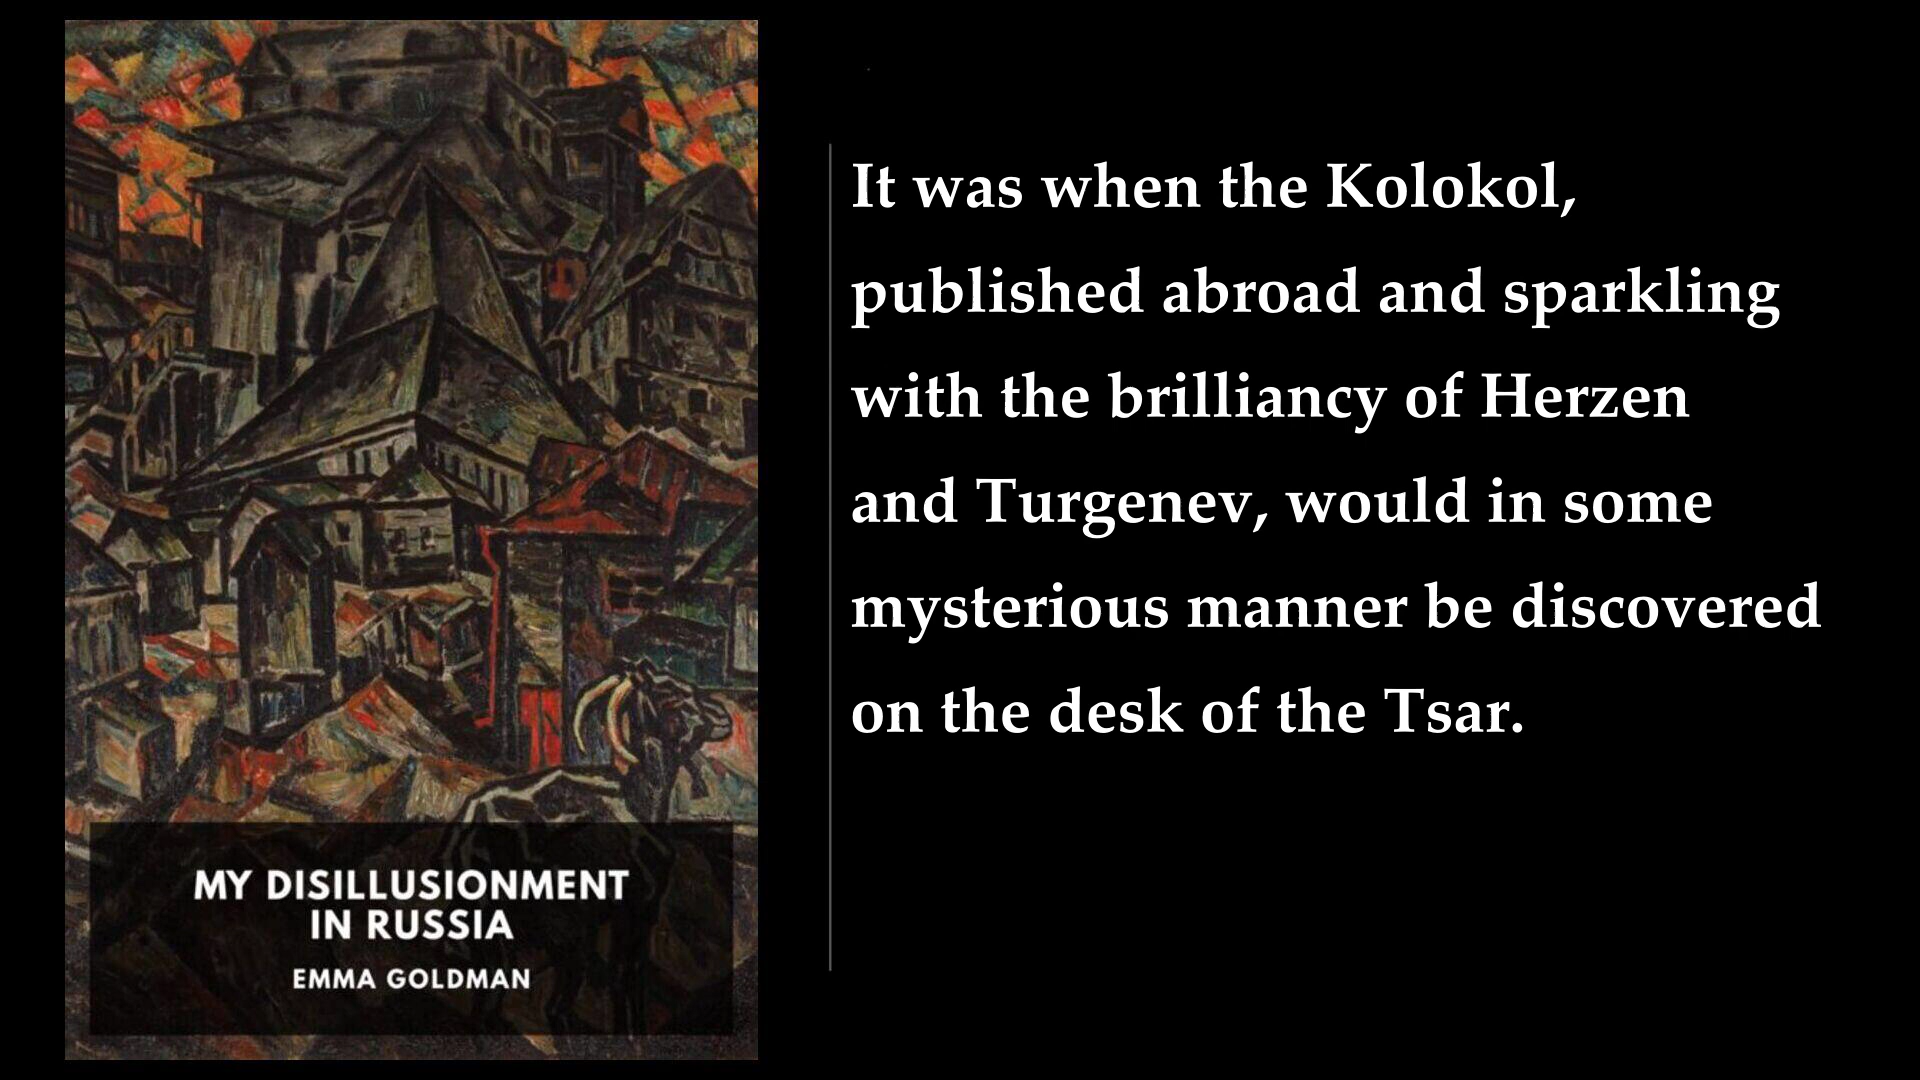 MY DISILLUSIONMENT
IN RUSSIA
EMMA GOLDMAN
It was when the Kolokol,
published abroad and sparkling
with the brilliancy of Herzen
and Turgenev, would in some
mysterious manner be discovered
on the desk of the Tsar.